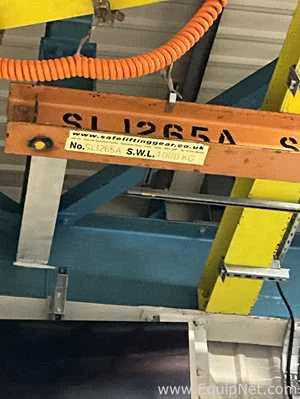 SL1265A S
www.safeliftinggear.co.uk
No. SL1265A S.W.L. 1000 KG
www.EquipNet.com